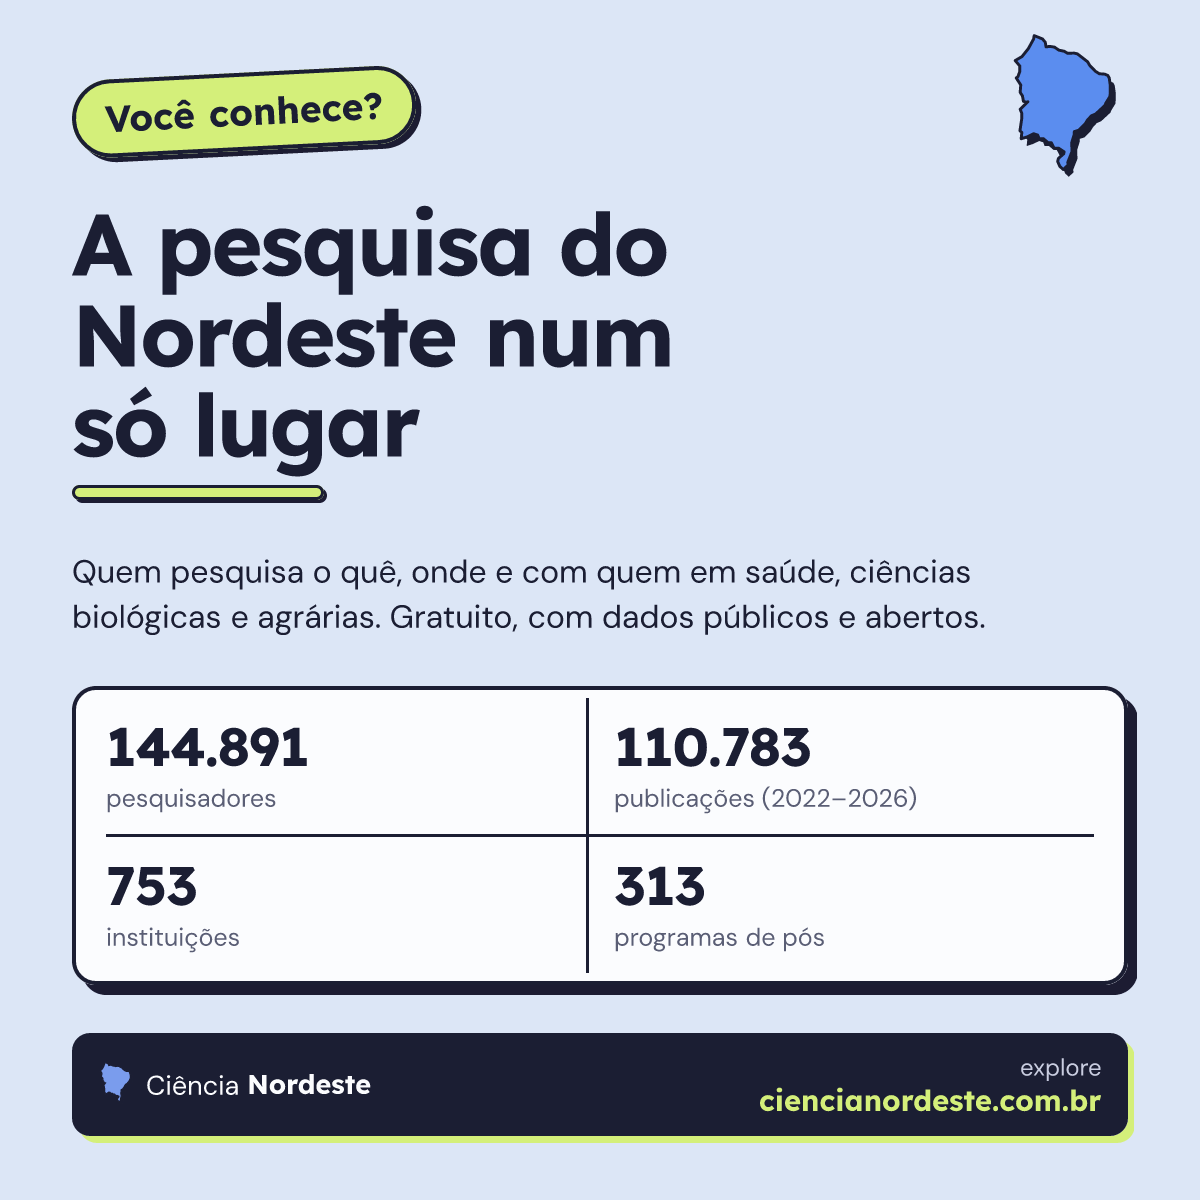 Você conhece?
A pesquisa do
Nordeste num
só lugar
Quem pesquisa o quê, onde e com quem em saúde, ciências
biológicas e agrárias. Gratuito, com dados públicos e abertos.
144.891
pesquisadores
110.783
publicações (2022–2026)
753
instituições
313
programas de pós
Ciência Nordeste
explore
ciencianordeste.com.br